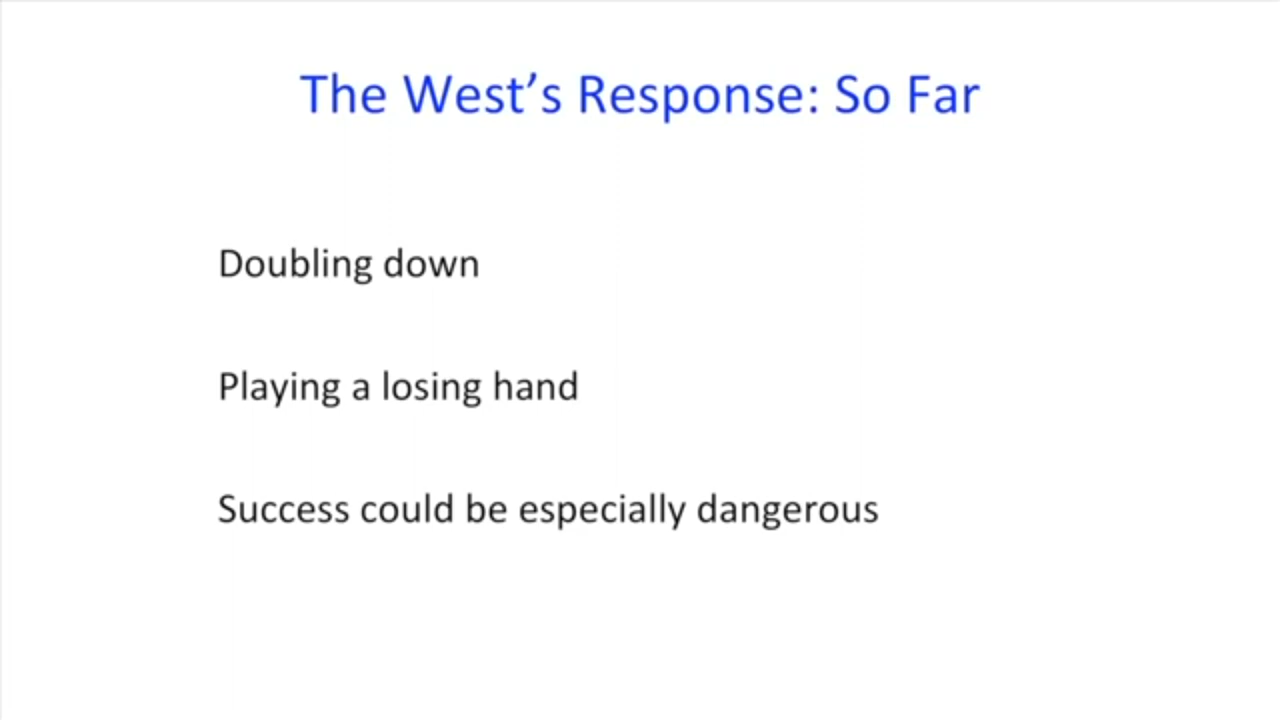 The West’s Response: So Far
Doubling down
Playing a losing hand
Success could be especially dangerous